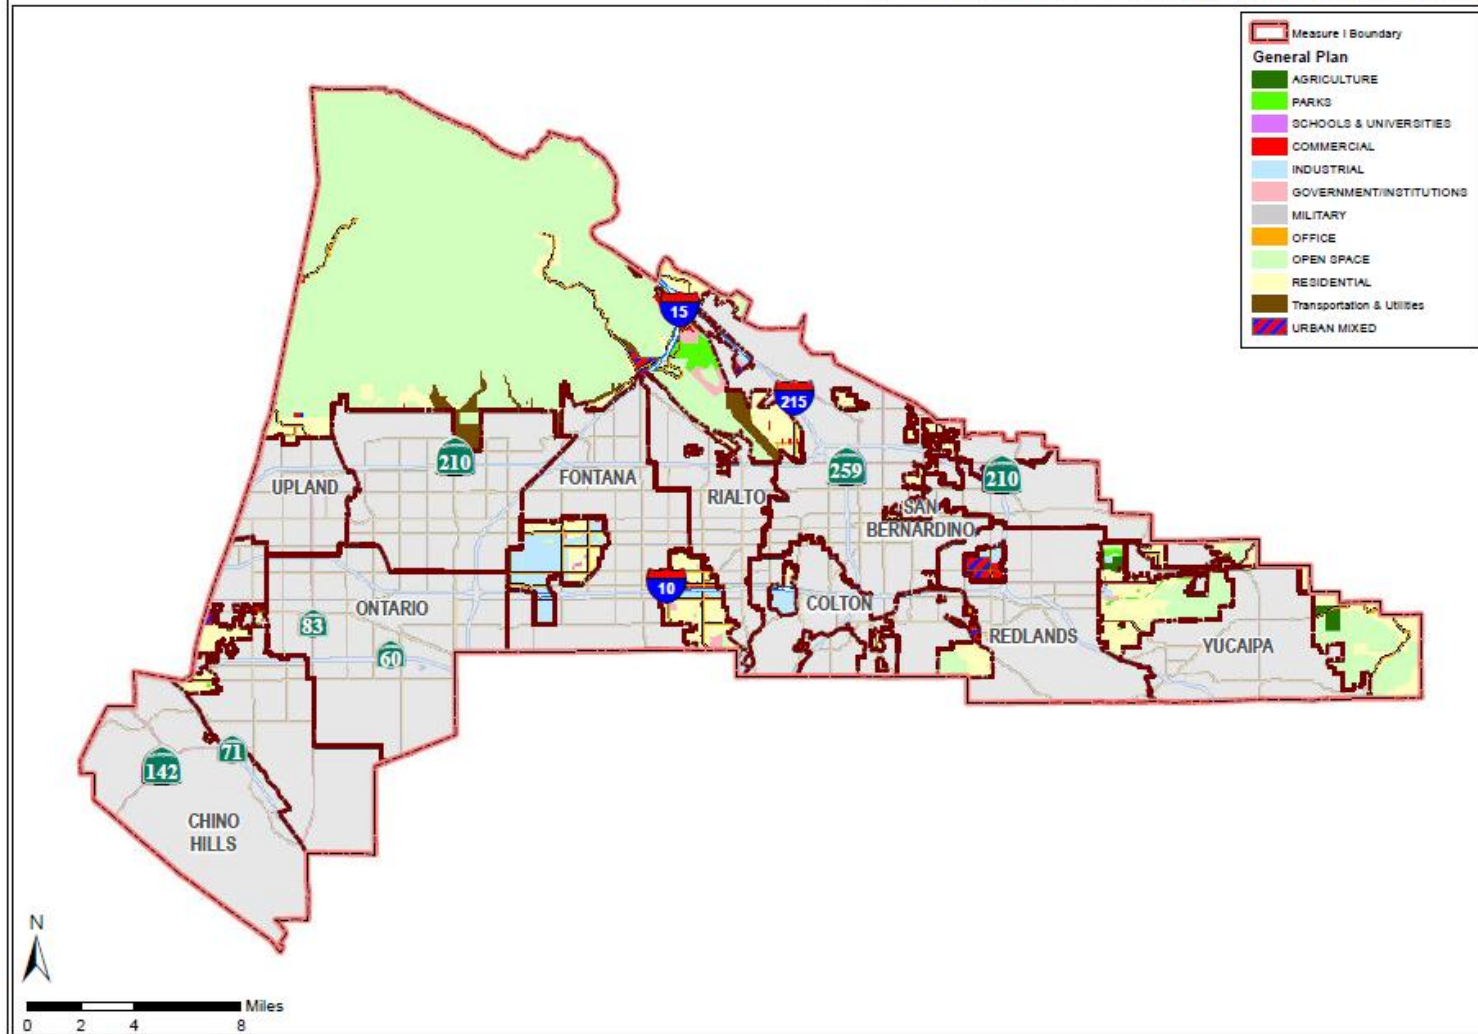 Measure I Boundary
General Plan
AGRICULTURE
PARKS
SCHOOLS & UNIVERSITIES
COMMERCIAL
INDUSTRIAL
GOVERNMENT/INSTITUTIONS
MILITARY
OFFICE
OPEN SPACE
RESIDENTIAL
Transportation & Utilities
URBAN MIXED
15
215
210
259
210
UPLAND
FONTANA
RIALTO
SAN
BERNARDINO
10
ONTARIO
COLTON
83
60
REDLANDS
YUCAIPA
142
71
CHINO
HILLS
N
Miles
0 2 4 8